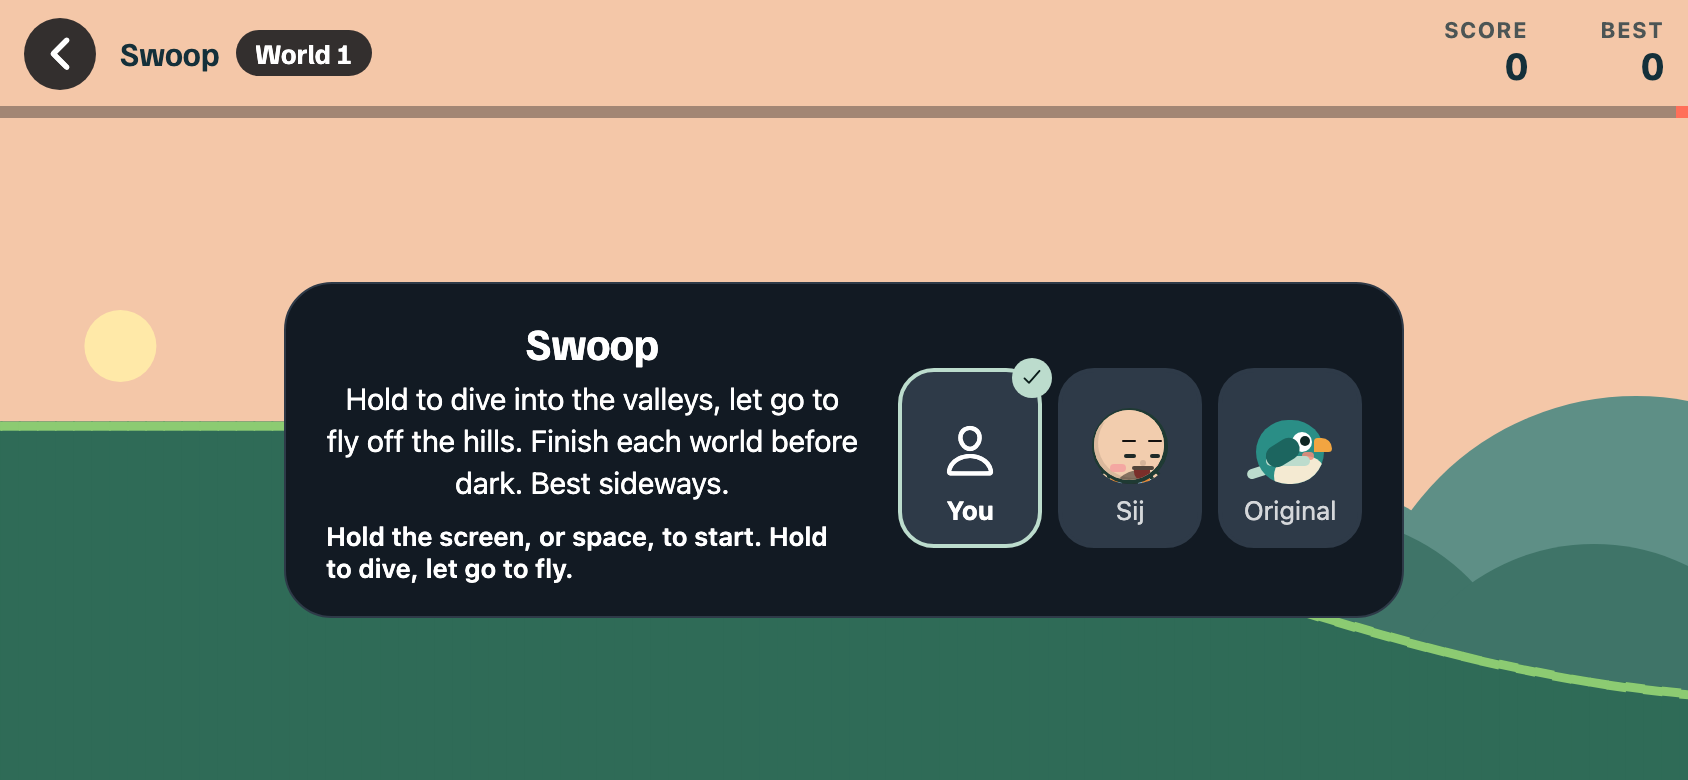 Swoop
World 1
SCORE
0
BEST
0
Swoop
Hold to dive into the valleys, let go to
fly off the hills. Finish each world before
dark. Best sideways.
Hold the screen, or space, to start. Hold
to dive, let go to fly.
You
Sij
Original